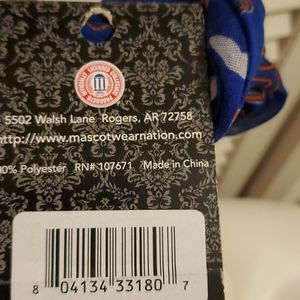 5502 Walsh Lane Rogers, AR 72758
http://www.mascotwearnation.com
00% Polyester RN# 107671 Made in China
8 04134 33180 7